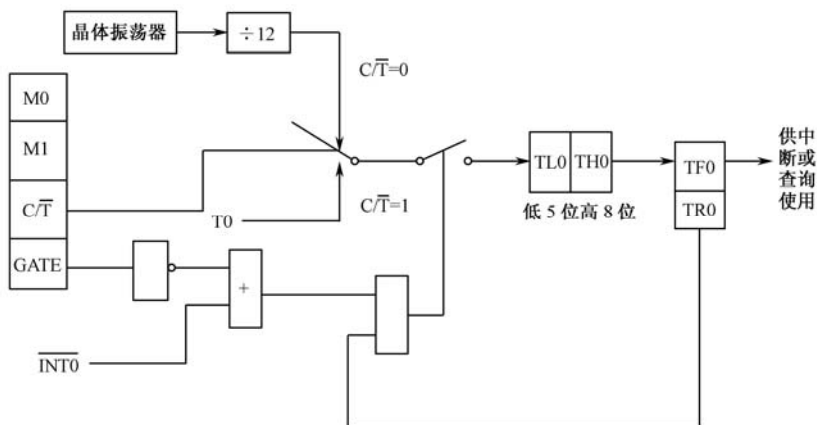 晶体振荡器
÷12
C/T̅=0
M0
M1
C/T̅
GATE
T0
C/T̅=1
TL0
TH0
低 5 位高 8 位
TF0
TR0
供中
断或
查询
使用
+
I̅N̅T̅0̅